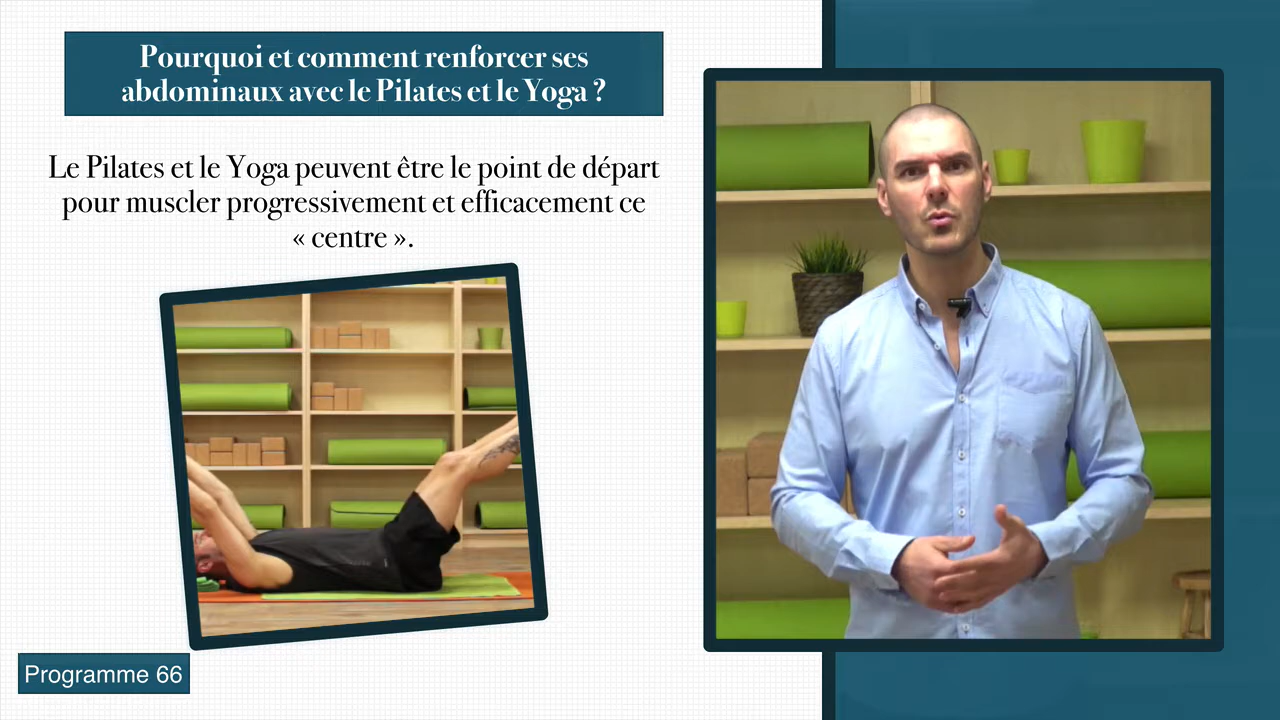 Pourquoi et comment renforcer ses
abdominaux avec le Pilates et le Yoga ?
Le Pilates et le Yoga peuvent être le point de départ
pour muscler progressivement et efficacement ce
« centre ».
Programme 66